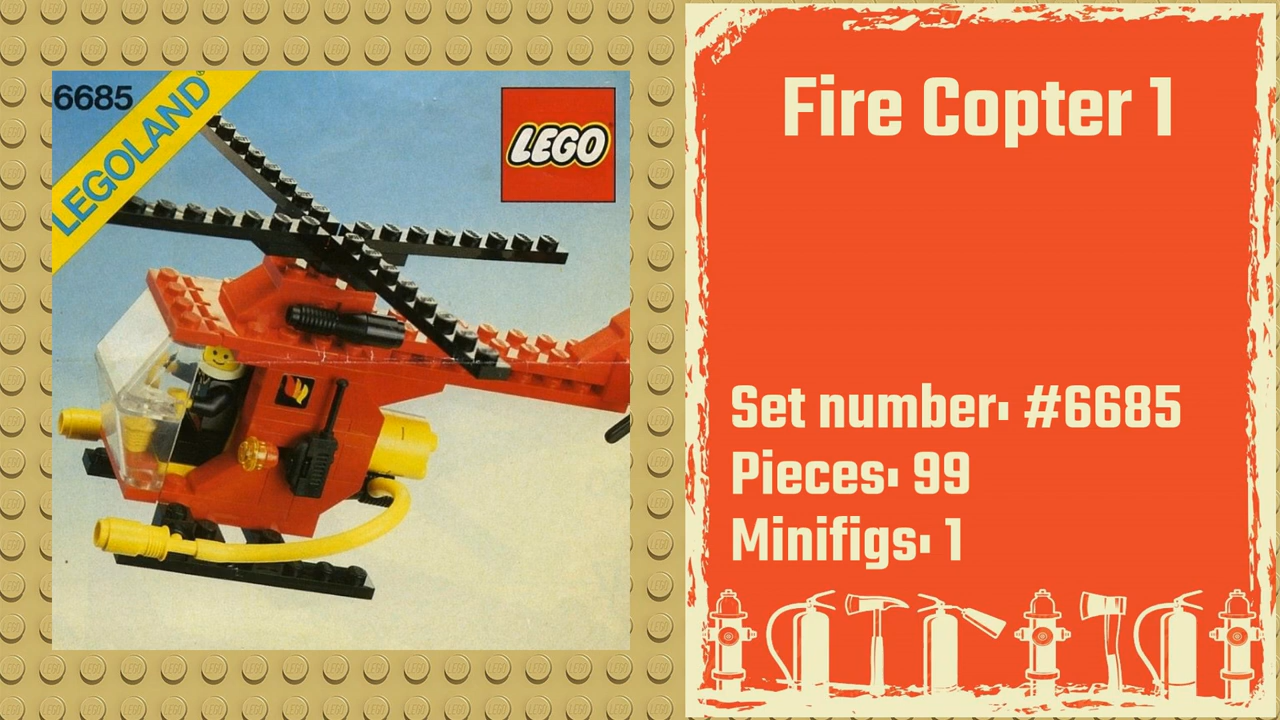 6685
LEGOLAND®
LEGO
Fire Copter 1
Set number: #6685
Pieces: 99
Minifigs: 1